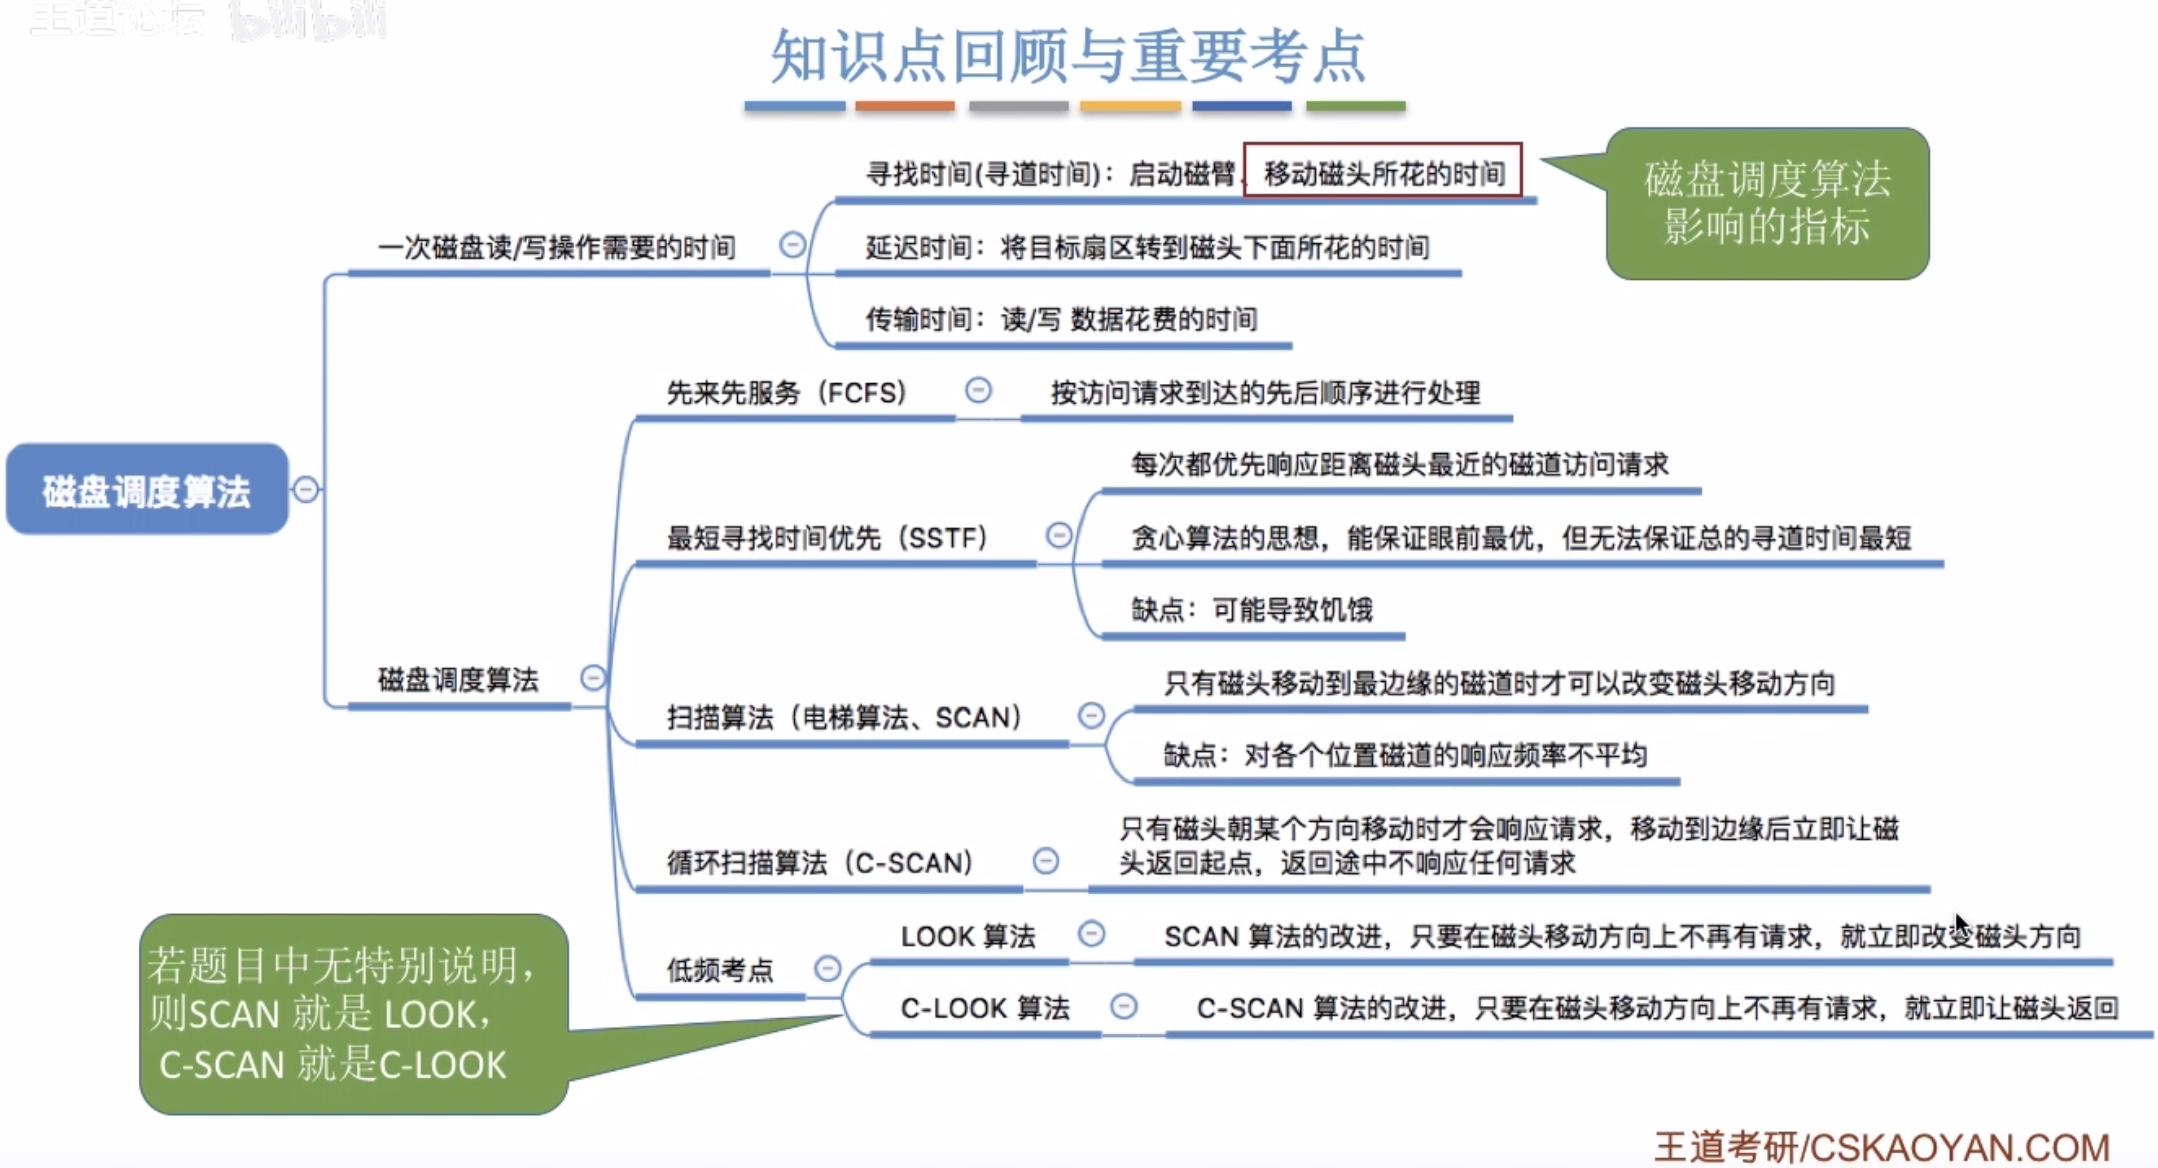 王道论坛 bilibili
知识点回顾与重要考点
寻找时间(寻道时间)：启动磁臂、移动磁头所花的时间
磁盘调度算法
影响的指标
一次磁盘读/写操作需要的时间
延迟时间：将目标扇区转到磁头下面所花的时间
传输时间：读/写 数据花费的时间
先来先服务（FCFS）
按访问请求到达的先后顺序进行处理
每次都优先响应距离磁头最近的磁道访问请求
磁盘调度算法
最短寻找时间优先（SSTF）
贪心算法的思想，能保证眼前最优，但无法保证总的寻道时间最短
缺点：可能导致饥饿
磁盘调度算法
只有磁头移动到最边缘的磁道时才可以改变磁头移动方向
扫描算法（电梯算法、SCAN）
缺点：对各个位置磁道的响应频率不平均
只有磁头朝某个方向移动时才会响应请求，移动到边缘后立即让磁
头返回起点，返回途中不响应任何请求
循环扫描算法（C-SCAN）
LOOK 算法
SCAN 算法的改进，只要在磁头移动方向上不再有请求，就立即改变磁头方向
低频考点
C-LOOK 算法
C-SCAN 算法的改进，只要在磁头移动方向上不再有请求，就立即让磁头返回
若题目中无特别说明，
则SCAN 就是 LOOK，
C-SCAN 就是C-LOOK
王道考研/CSKAOYAN.COM